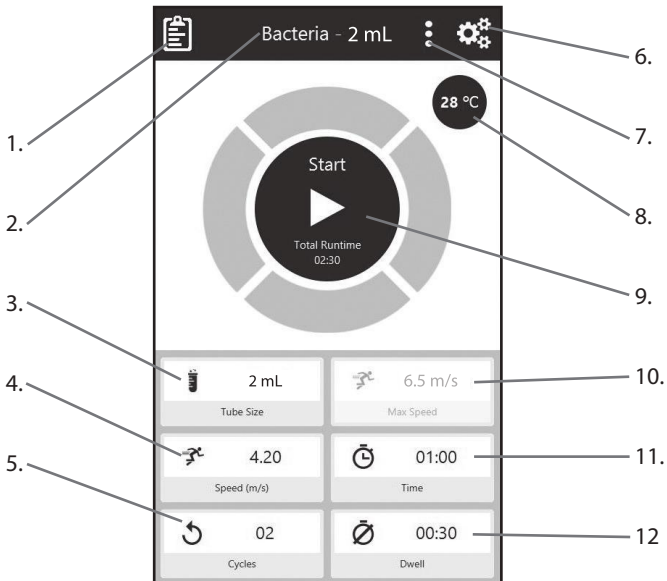 Bacteria - 2 mL
6.
1.
28 °C
7.
Start
2.
8.
Total Runtime
02:30
9.
3.
2 mL
6.5 m/s
10.
Tube Size
Max Speed
4.
4.20
01:00
11.
Speed (m/s)
Time
5.
02
00:30
12
Cycles
Dwell